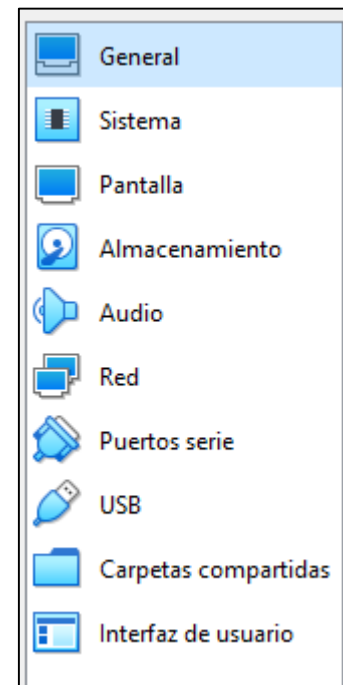 General
Sistema
Pantalla
Almacenamiento
Audio
Red
Puertos serie
USB
Carpetas compartidas
Interfaz de usuario